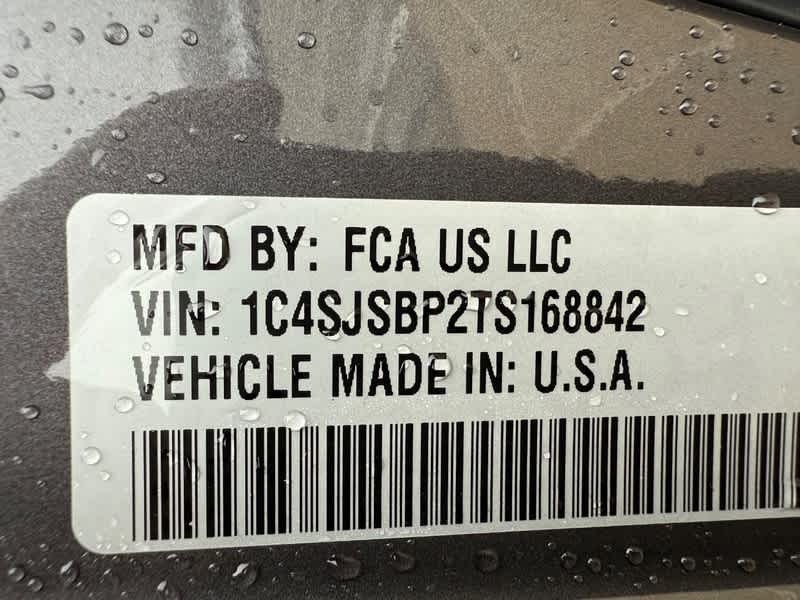 MFD BY: FCA US LLC
VIN: 1C4SJSBP2TS168842
VEHICLE MADE IN: U.S.A.